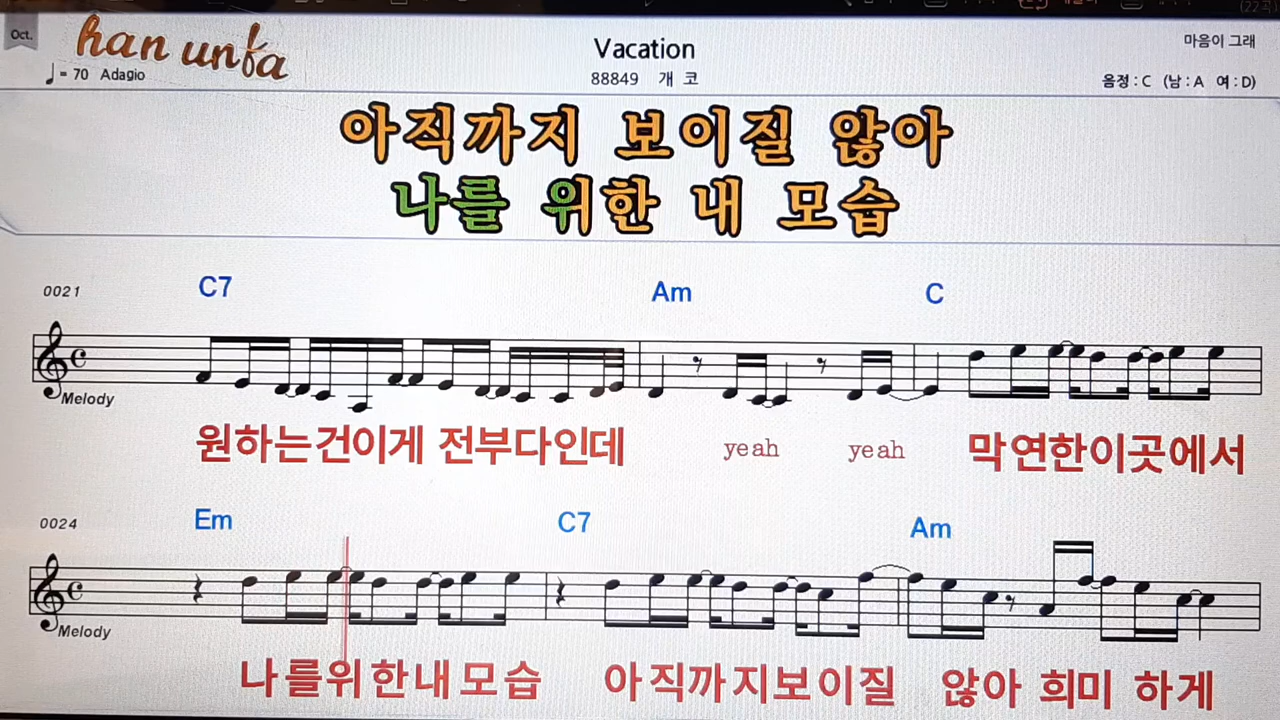 Oct.
han unfa
Vacation
마음이 그래
♩= 70 Adagio
88849 개 코
음정 : C (남 : A 여 : D)
아직까지 보이질 않아
나를 위한 내 모습
0021 C7 Am C
Melody
원하는건이게 전부다인데 yeah yeah 막연한이곳에서
0024 Em C7 Am
Melody
나를위한내모습 아직까지보이질 않아 희미 하게